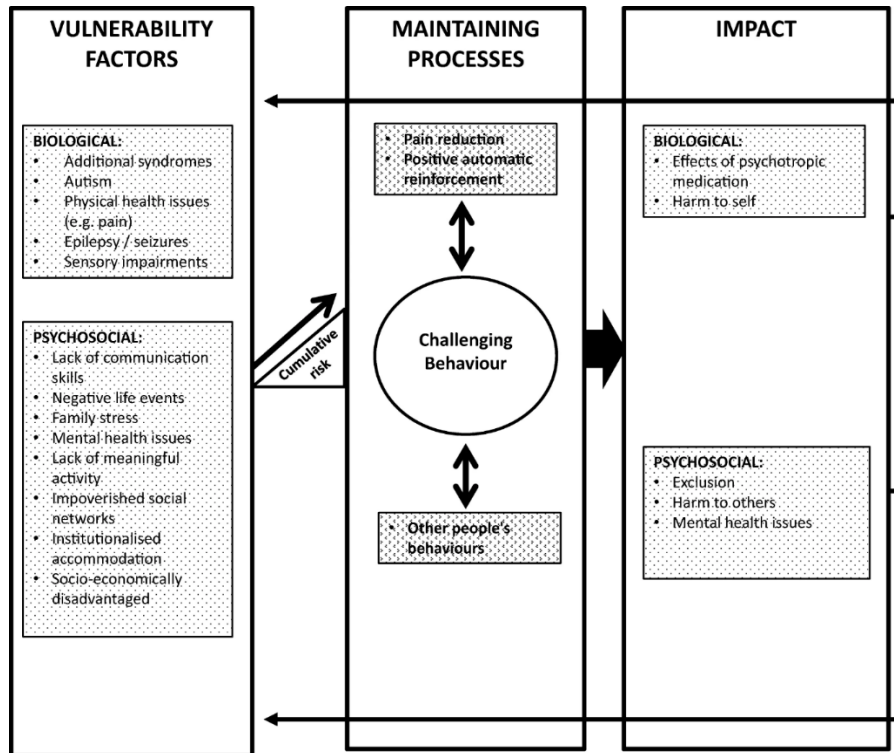 VULNERABILITY
FACTORS
BIOLOGICAL:
• Additional syndromes
• Autism
• Physical health issues
(e.g. pain)
• Epilepsy / seizures
• Sensory impairments
PSYCHOSOCIAL:
• Lack of communication
skills
• Negative life events
• Family stress
• Mental health issues
• Lack of meaningful
activity
• Impoverished social
networks
• Institutionalised
accommodation
• Socio-economically
disadvantaged
Cumulative
risk
MAINTAINING
PROCESSES
• Pain reduction
• Positive automatic
reinforcement
Challenging
Behaviour
• Other people's
behaviours
IMPACT
BIOLOGICAL:
• Effects of psychotropic
medication
• Harm to self
PSYCHOSOCIAL:
• Exclusion
• Harm to others
• Mental health issues